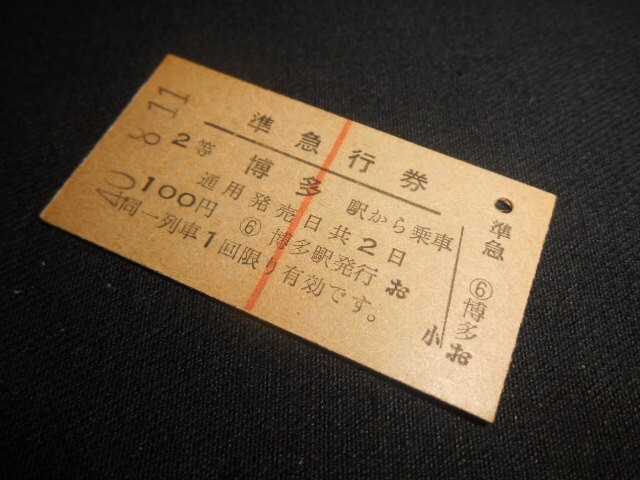 40 8 11
準急行券
2等
博多 駅から乗車
100円 通用発売日共2日
同一列車1回限り有効です。
⑥ 博多駅発行 お
準急
⑥博多 お
小